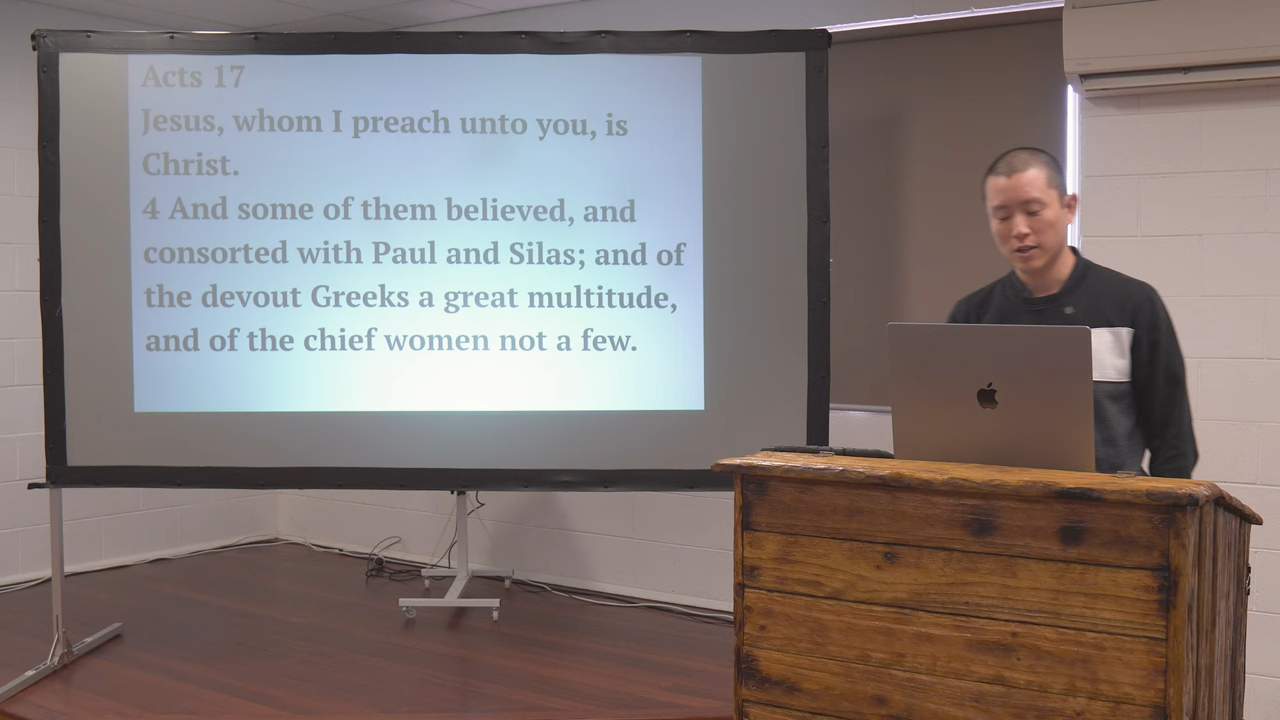 Acts 17
Jesus, whom I preach unto you, is
Christ.
4 And some of them believed, and
consorted with Paul and Silas; and of
the devout Greeks a great multitude,
and of the chief women not a few.